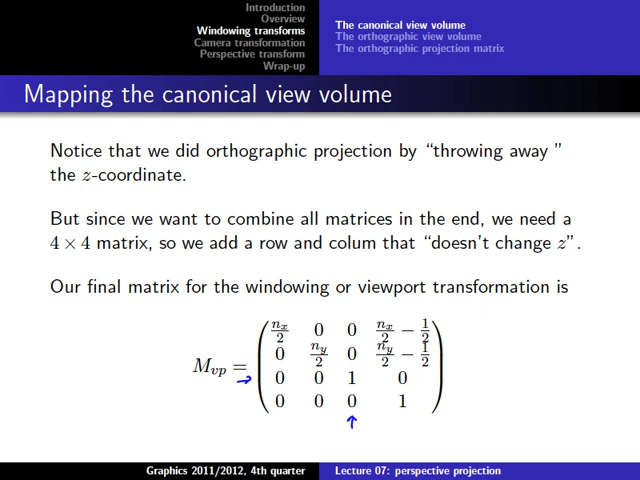 Introduction
Overview
Windowing transforms
Camera transformation
Perspective transform
Wrap-up
The canonical view volume
The orthographic view volume
The orthographic projection matrix
Mapping the canonical view volume
Notice that we did orthographic projection by “throwing away ”
the z-coordinate.
But since we want to combine all matrices in the end, we need a
4 × 4 matrix, so we add a row and colum that “doesn't change z”.
Our final matrix for the windowing or viewport transformation is
n_x/2 0 0 n_x/2 − 1/2
0 n_y/2 0 n_y/2 − 1/2
M_vp =
0 0 1 0
0 0 0 1
Graphics 2011/2012, 4th quarter Lecture 07: perspective projection